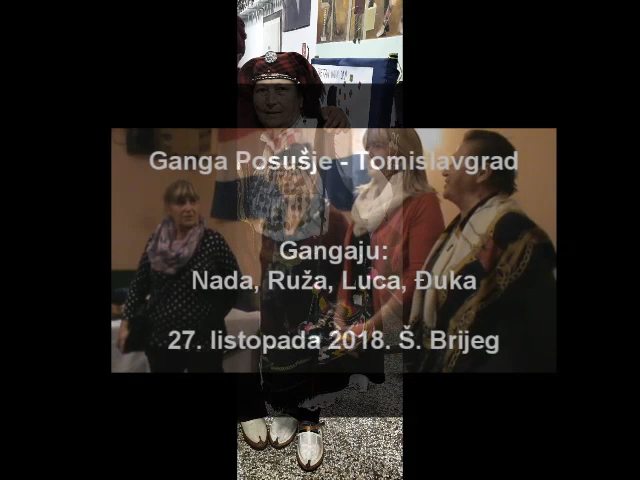 Ganga Posušje - Tomislavgrad
Gangaju:
Nada, Ruža, Luca, Đuka
27. listopada 2018. Š. Brijeg